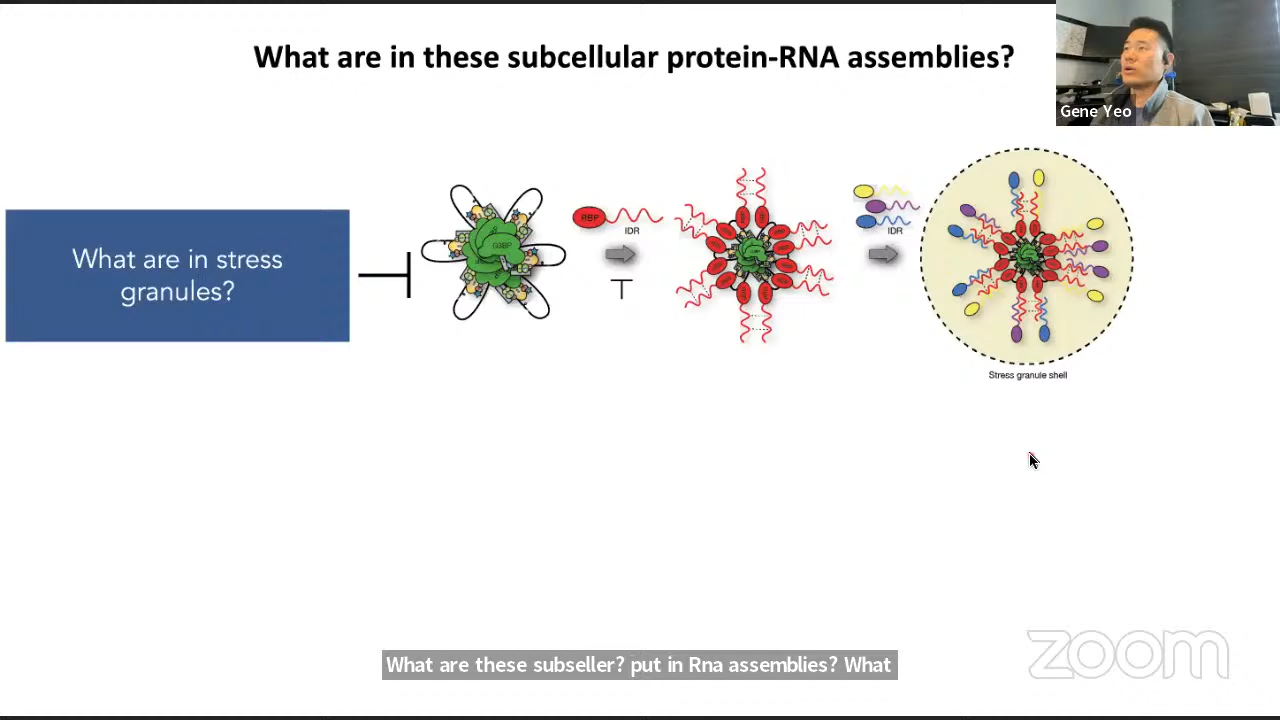 What are in these subcellular protein-RNA assemblies?
Gene Yeo
What are in stress
granules?
G3BP
RBP
IDR
IDR
Stress granule shell
What are these subseller? put in Rna assemblies? What
zoom